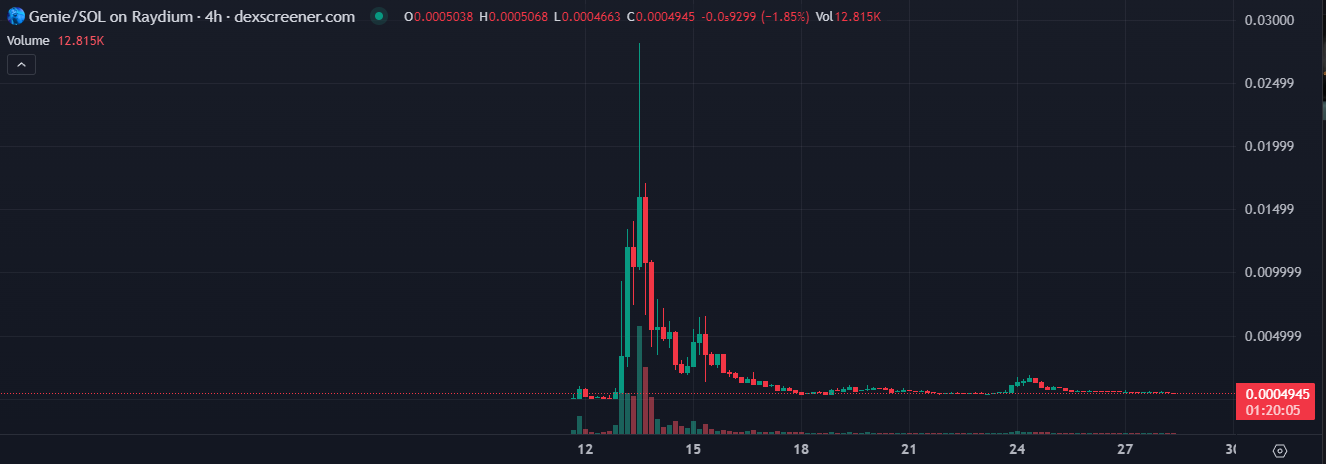 Genie/SOL on Raydium · 4h · dexscreener.com O0.0005038 H0.0005068 L0.0004663 C0.0004945 -0.0₅9299 (−1.85%) Vol12.815K
Volume 12.815K
0.03000
0.02499
0.01999
0.01499
0.009999
0.004999
0.0004945
01:20:05
12 15 18 21 24 27 30